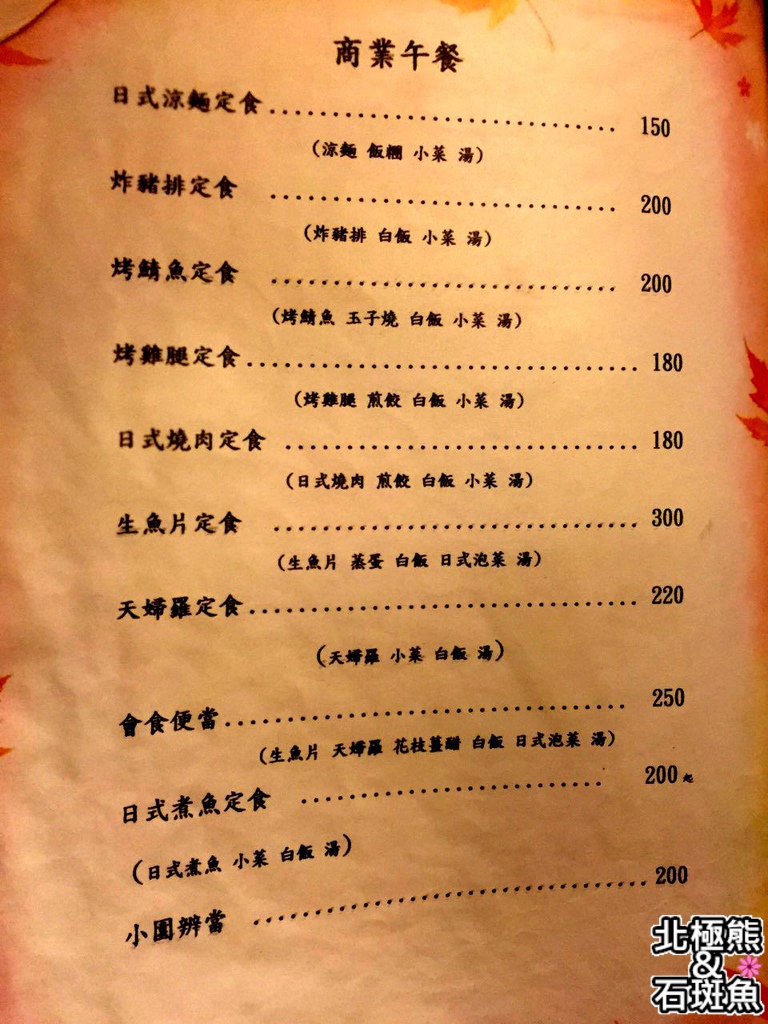 商業午餐
日式涼麵定食 150
(涼麵 飯糰 小菜 湯)
炸豬排定食 200
(炸豬排 白飯 小菜 湯)
烤鯖魚定食 200
(烤鯖魚 玉子燒 白飯 小菜 湯)
烤雞腿定食 180
(烤雞腿 煎餃 白飯 小菜 湯)
日式燒肉定食 180
(日式燒肉 煎餃 白飯 小菜 湯)
生魚片定食 300
(生魚片 蒸蛋 白飯 日式泡菜 湯)
天婦羅定食 220
(天婦羅 小菜 白飯 湯)
會食便當 250
(生魚片 天婦羅 花枝薑醋 白飯 日式泡菜 湯)
日式煮魚定食 200起
(日式煮魚 小菜 白飯 湯)
小園辨當 200
北極熊
&
石斑魚